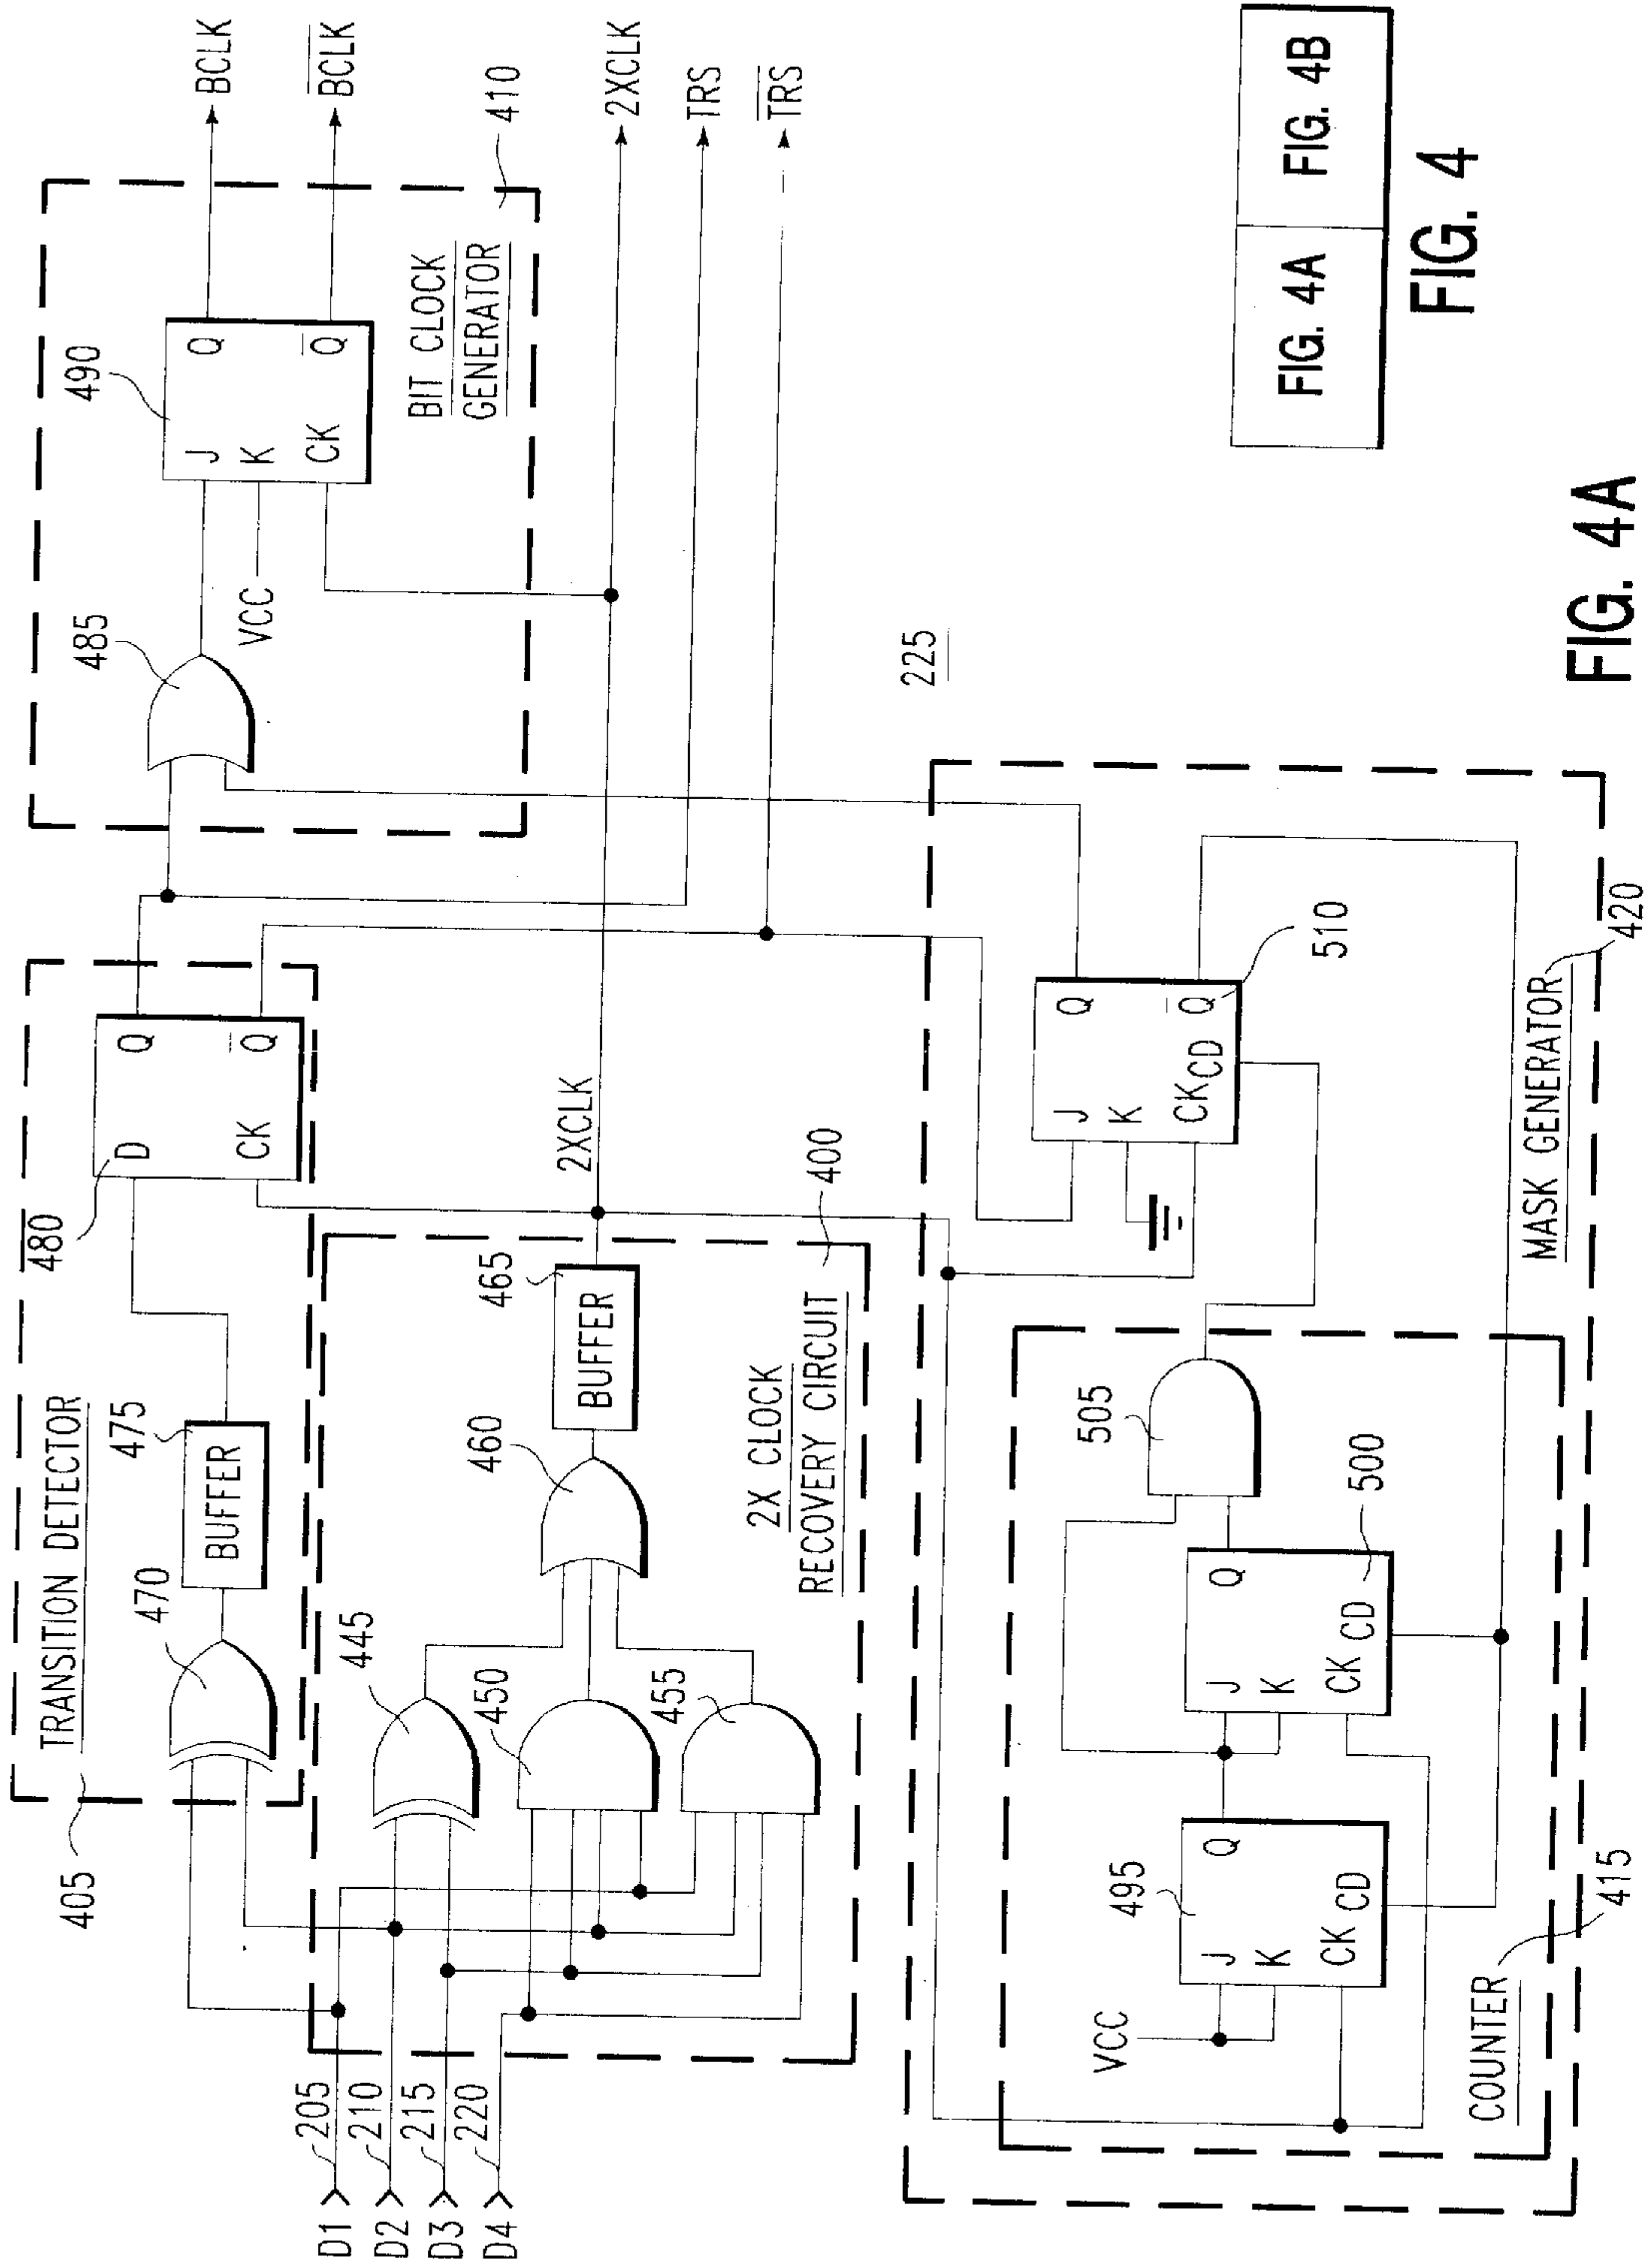 TRANSITION DETECTOR
405
470
475
BUFFER
480
D
Q
CK
Q
485
VCC
490
J
K
CK
Q
Q
BIT CLOCK
GENERATOR
410
BCLK
BCLK
2XCLK
TRS
TRS
D1
205
D2
210
D3
215
D4
220
445
450
455
460
465
BUFFER
2XCLK
2X CLOCK
RECOVERY CIRCUIT
400
225
VCC
495
J
K
CK
CD
Q
500
J
K
CK
CD
Q
505
COUNTER
415
J
K
CK
CD
Q
Q
510
MASK GENERATOR
420
FIG. 4A
FIG. 4B
FIG. 4
FIG. 4A